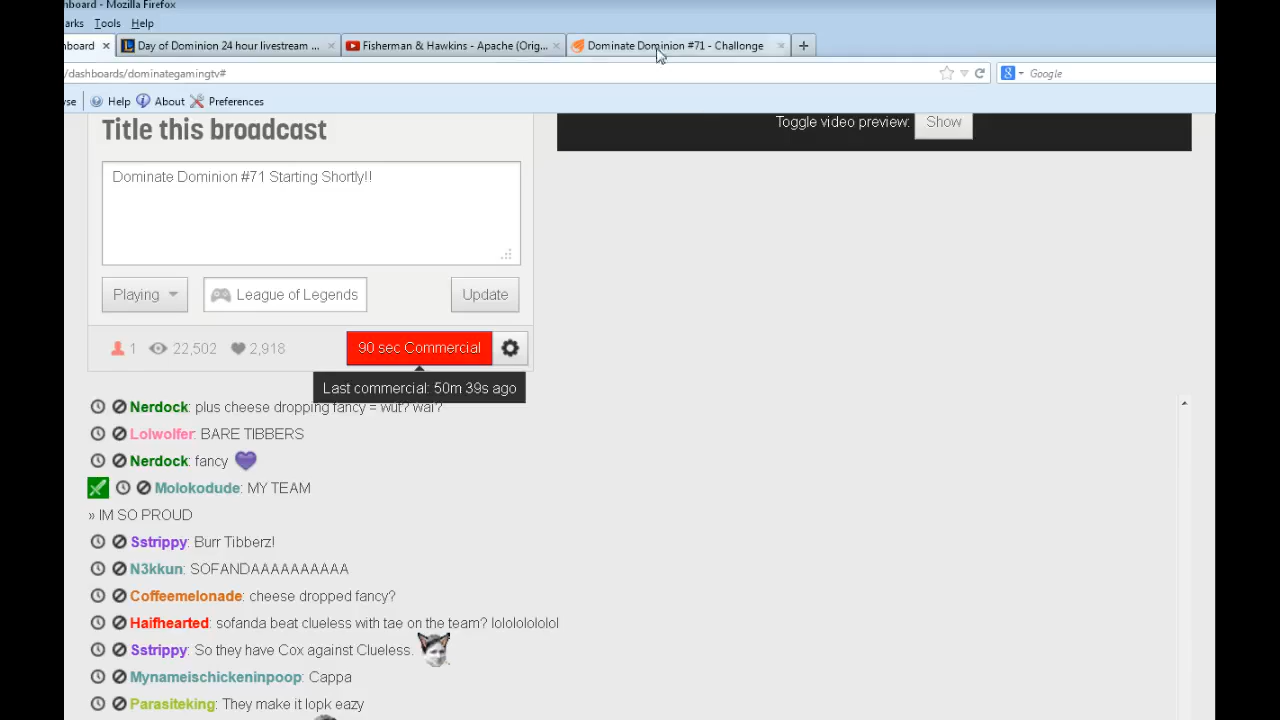 nboard - Mozilla Firefox
arks Tools Help
hboard × Day of Dominion 24 hour livestream ... × Fisherman & Hawkins - Apache (Orig... × Dominate Dominion #71 - Challonge × +
/dashboards/dominategamingtv# Google
se Help About Preferences
Title this broadcast
Toggle video preview: Show
Dominate Dominion #71 Starting Shortly!!
Playing League of Legends Update
1 22,502 2,918 90 sec Commercial
Last commercial: 50m 39s ago
Nerdock: plus cheese dropping fancy = wut? wai?
Lolwolfer: BARE TIBBERS
Nerdock: fancy
Molokodude: MY TEAM
» IM SO PROUD
Sstrippy: Burr Tibberz!
N3kkun: SOFANDAAAAAAAAAA
Coffeemelonade: cheese dropped fancy?
Haifhearted: sofanda beat clueless with tae on the team? lolololololol
Sstrippy: So they have Cox against Clueless.
Mynameischickeninpoop: Cappa
Parasiteking: They make it lopk eazy